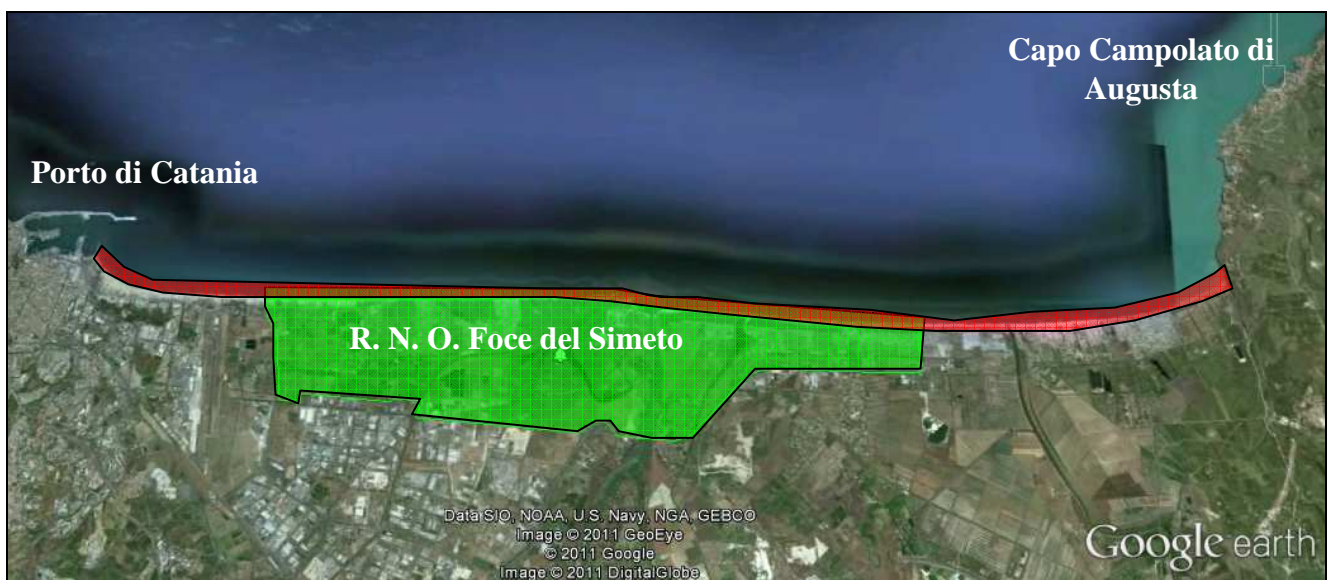 Capo Campolato di
Augusta
Porto di Catania
R. N. O. Foce del Simeto
Data SIO, NOAA, U.S. Navy, NGA, GEBCO
Image © 2011 GeoEye
© 2011 Google
Image © 2011 DigitalGlobe
Google earth